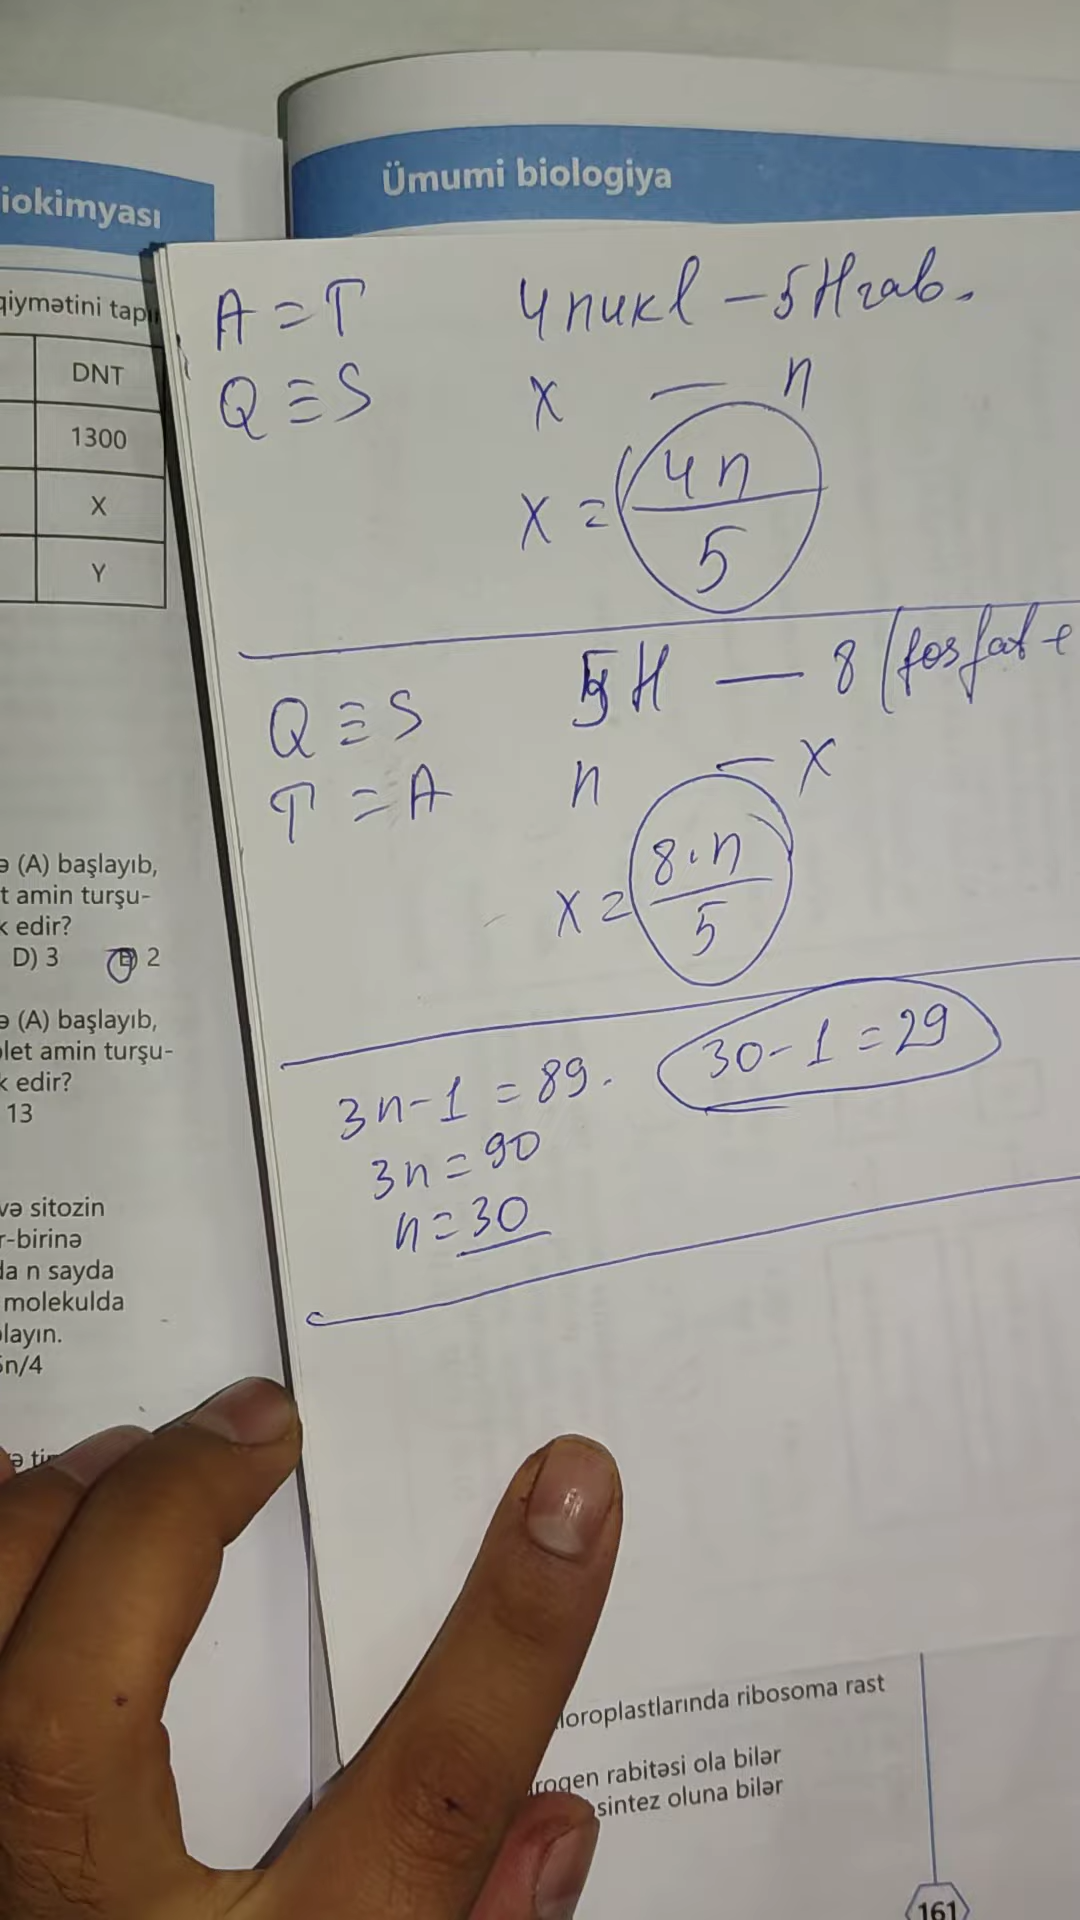 iokimyası
Ümumi biologiya
qiymətini tap
DNT
1300
X
Y
A = T
4 nukl – 5 H rab.
Q ≡ S
X — n
X = 4n/5
Q ≡ S
5 H — 8 (fosfat e
T = A
n — X
X = 8·n/5
3n-1 = 89.
30-1 = 29
3n = 90
n = 30
ə (A) başlayıb,
t amin turşu-
k edir?
D) 3 E) 2
ə (A) başlayıb,
let amin turşu-
k edir?
13
və sitozin
r-birinə
da n sayda
molekulda
layın.
5n/4
loroplastlarında ribosoma rast
rogen rabitəsi ola bilər
sintez oluna bilər
161